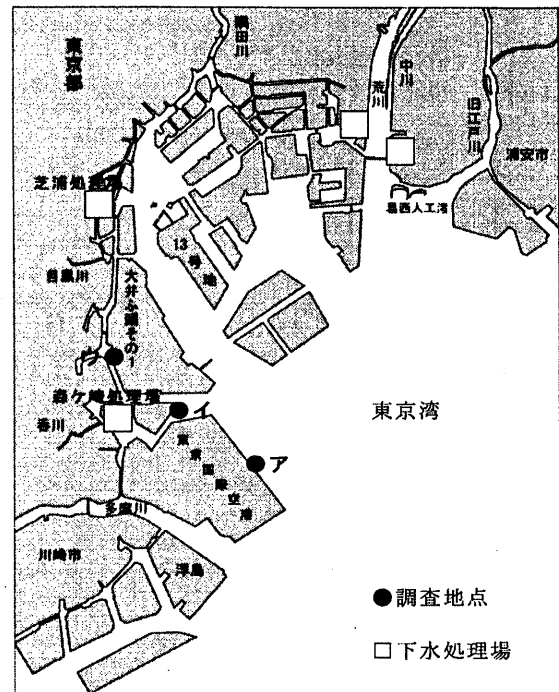 東京都
隅田川
荒川
中川
旧江戸川
浦安市
葛西人工渚
芝浦処理場
13号地
目黒川
大井ふ頭その1
森ケ崎処理場
イ
東京湾
ア
東京国際空港
多摩川
川崎市
浮島
●調査地点
□下水処理場